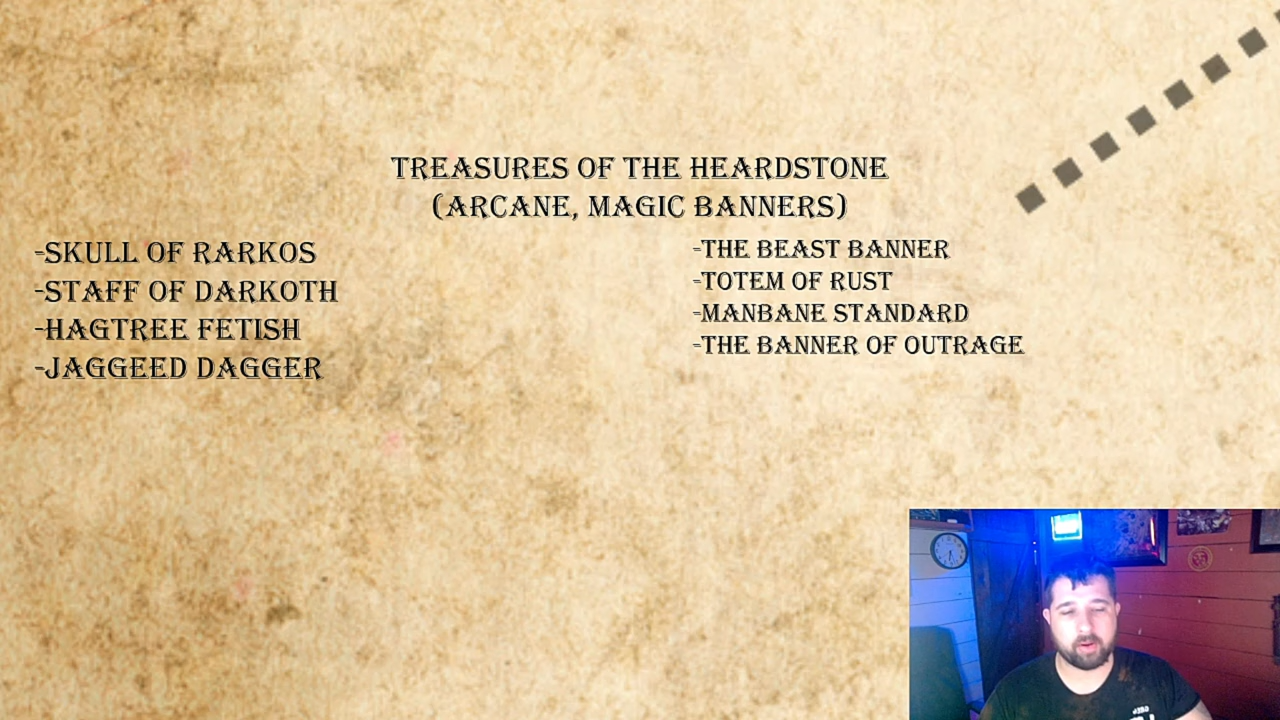 TREASURES OF THE HEARDSTONE
(ARCANE, MAGIC BANNERS)
-SKULL OF RARKOS
-STAFF OF DARKOTH
-HAGTREE FETISH
-JAGGEED DAGGER
-THE BEAST BANNER
-TOTEM OF RUST
-MANBANE STANDARD
-THE BANNER OF OUTRAGE